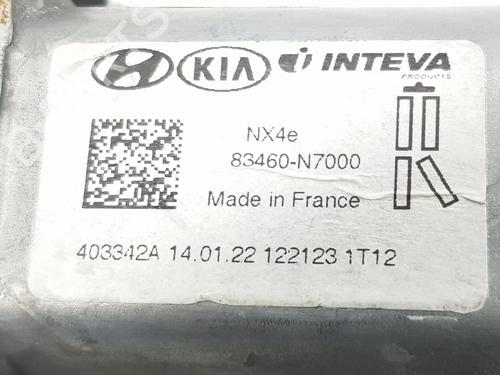 KIA INTEVA
PRODUCTS
NX4e
83460-N7000
Made in France
403342A 14.01.22 122123 1T12